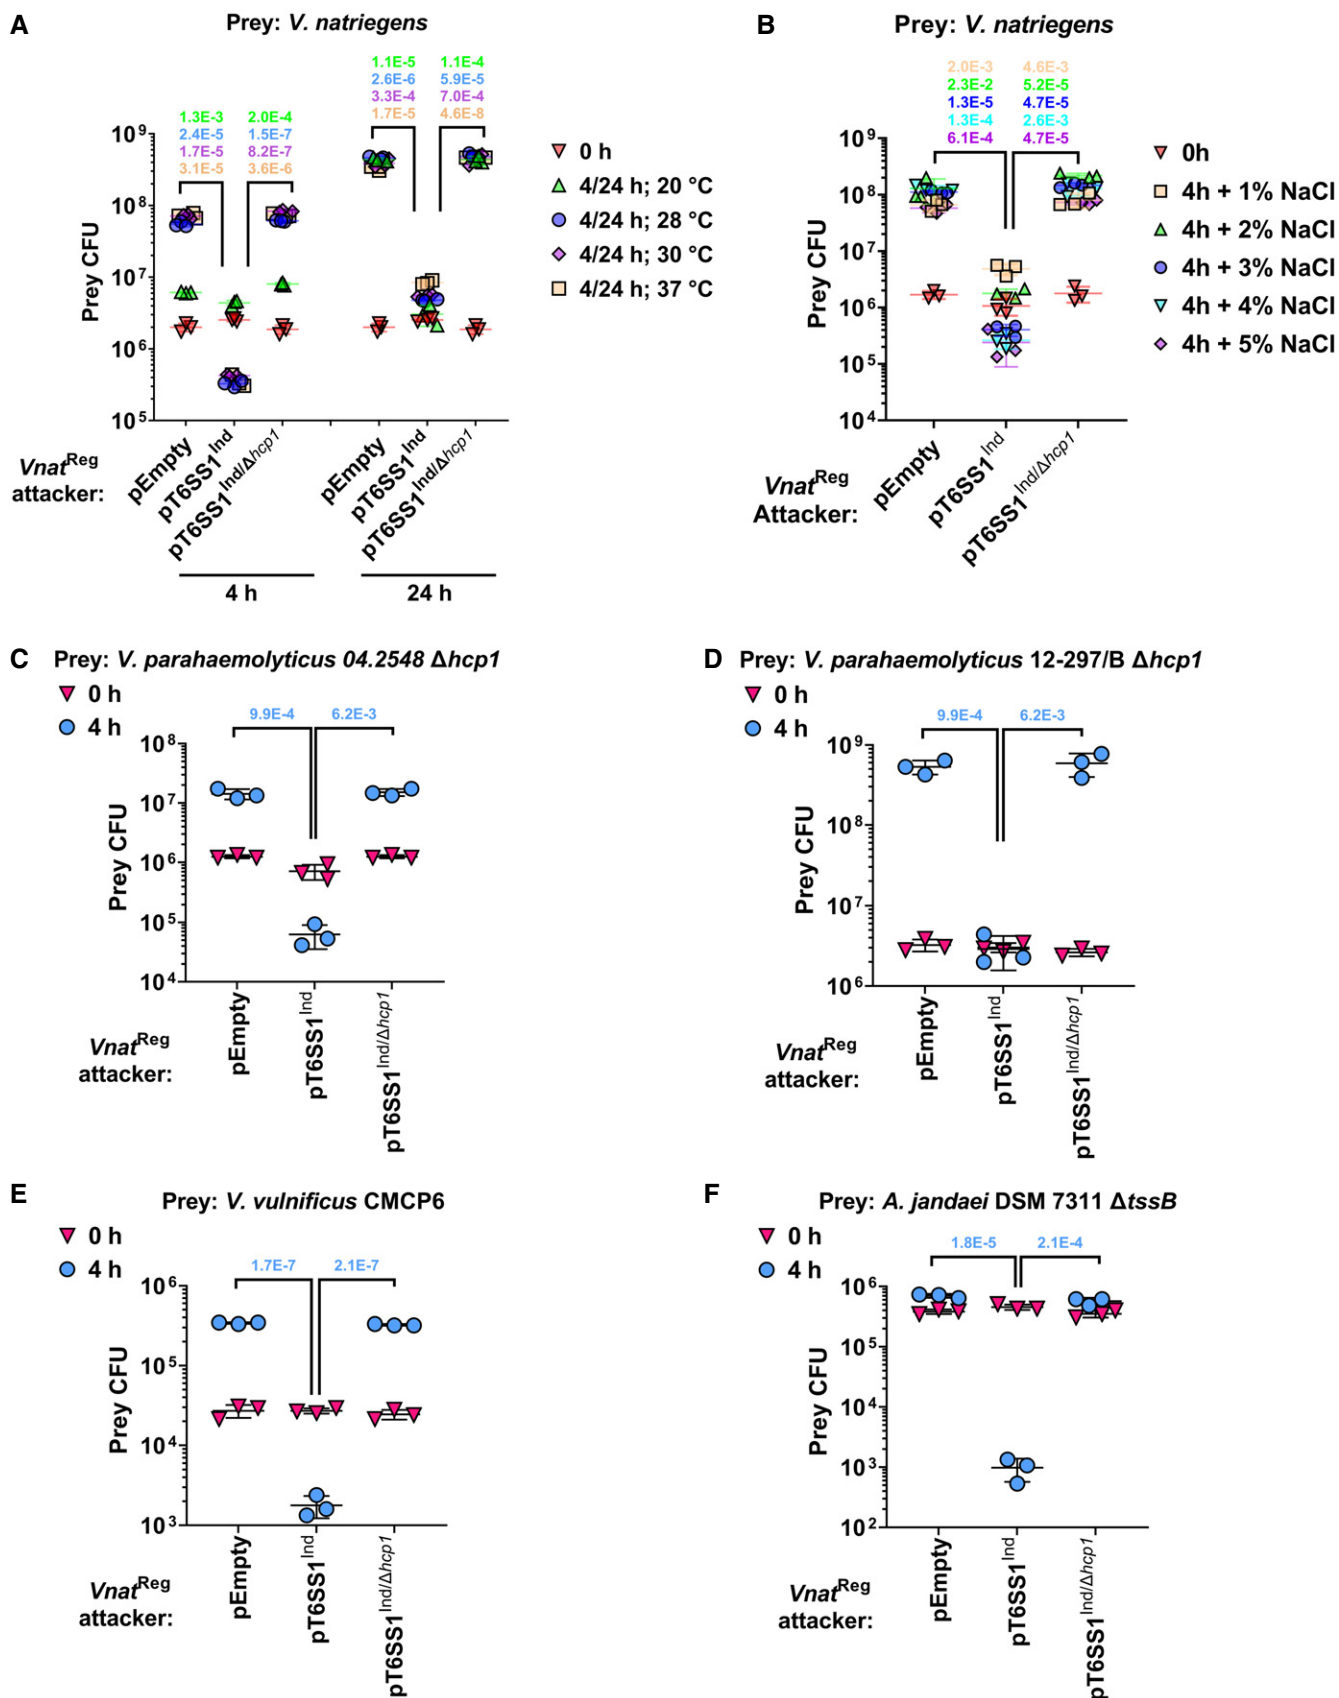 A
Prey: V. natriegens
1.1E-5 1.1E-4
2.6E-6 5.9E-5
3.3E-4 7.0E-4
1.7E-5 4.6E-8
1.3E-3 2.0E-4
2.4E-5 1.5E-7
1.7E-5 8.2E-7
3.1E-5 3.6E-6
Prey CFU
10⁹
10⁸
10⁷
10⁶
10⁵
0 h
4/24 h; 20 °C
4/24 h; 28 °C
4/24 h; 30 °C
4/24 h; 37 °C
Vnat^Reg
attacker:
pEmpty
pT6SS1^Ind
pT6SS1^Ind/Δhcp1
pEmpty
pT6SS1^Ind
pT6SS1^Ind/Δhcp1
4 h
24 h
B
Prey: V. natriegens
2.0E-3 4.6E-3
2.3E-2 5.2E-5
1.3E-5 4.7E-5
1.3E-4 2.6E-3
6.1E-4 4.7E-5
Prey CFU
10⁹
10⁸
10⁷
10⁶
10⁵
10⁴
0h
4h + 1% NaCl
4h + 2% NaCl
4h + 3% NaCl
4h + 4% NaCl
4h + 5% NaCl
Vnat^Reg
Attacker:
pEmpty
pT6SS1^Ind
pT6SS1^Ind/Δhcp1
C
Prey: V. parahaemolyticus 04.2548 Δhcp1
0 h
4 h
9.9E-4 6.2E-3
Prey CFU
10⁸
10⁷
10⁶
10⁵
10⁴
Vnat^Reg
attacker:
pEmpty
pT6SS1^Ind
pT6SS1^Ind/Δhcp1
D
Prey: V. parahaemolyticus 12-297/B Δhcp1
0 h
4 h
9.9E-4 6.2E-3
Prey CFU
10⁹
10⁸
10⁷
10⁶
Vnat^Reg
attacker:
pEmpty
pT6SS1^Ind
pT6SS1^Ind/Δhcp1
E
Prey: V. vulnificus CMCP6
0 h
4 h
1.7E-7 2.1E-7
Prey CFU
10⁶
10⁵
10⁴
10³
Vnat^Reg
attacker:
pEmpty
pT6SS1^Ind
pT6SS1^Ind/Δhcp1
F
Prey: A. jandaei DSM 7311 ΔtssB
0 h
4 h
1.8E-5 2.1E-4
Prey CFU
10⁶
10⁵
10⁴
10³
10²
Vnat^Reg
attacker:
pEmpty
pT6SS1^Ind
pT6SS1^Ind/Δhcp1